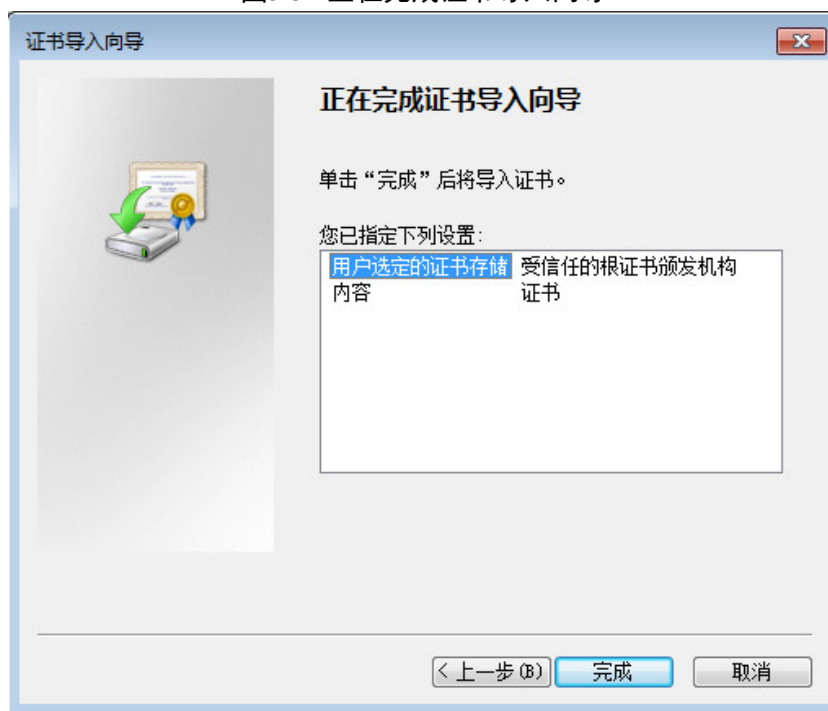 证书导入向导
正在完成证书导入向导
单击“完成”后将导入证书。
您已指定下列设置:
用户选定的证书存储 受信任的根证书颁发机构
内容 证书
< 上一步(B) 完成 取消